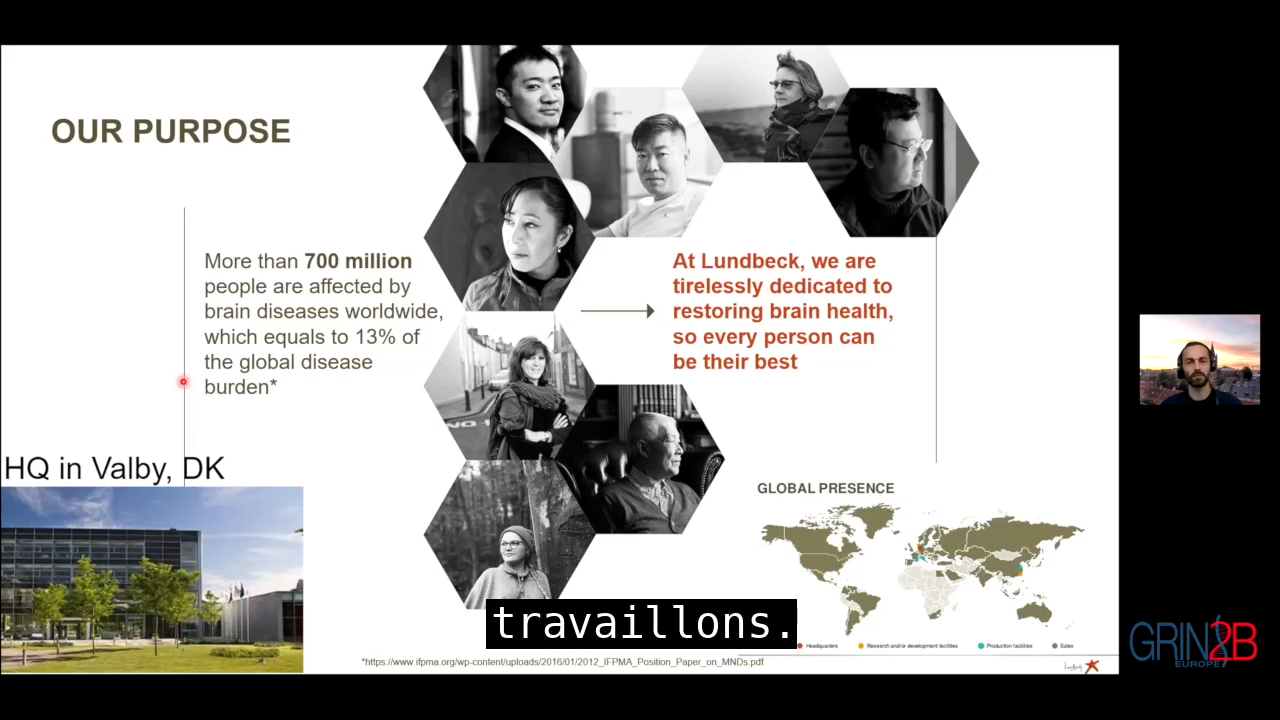 OUR PURPOSE
More than 700 million
people are affected by
brain diseases worldwide,
which equals to 13% of
the global disease
burden*
At Lundbeck, we are
tirelessly dedicated to
restoring brain health,
so every person can
be their best
HQ in Valby, DK
GLOBAL PRESENCE
travaillons.
Headquarters
Research and/or development facilities
Production facilities
Sales
*https://www.ifpma.org/wp-content/uploads/2016/01/2012_IFPMA_Position_Paper_on_MNDs.pdf
Lundbeck
GRIN2B
EUROPE